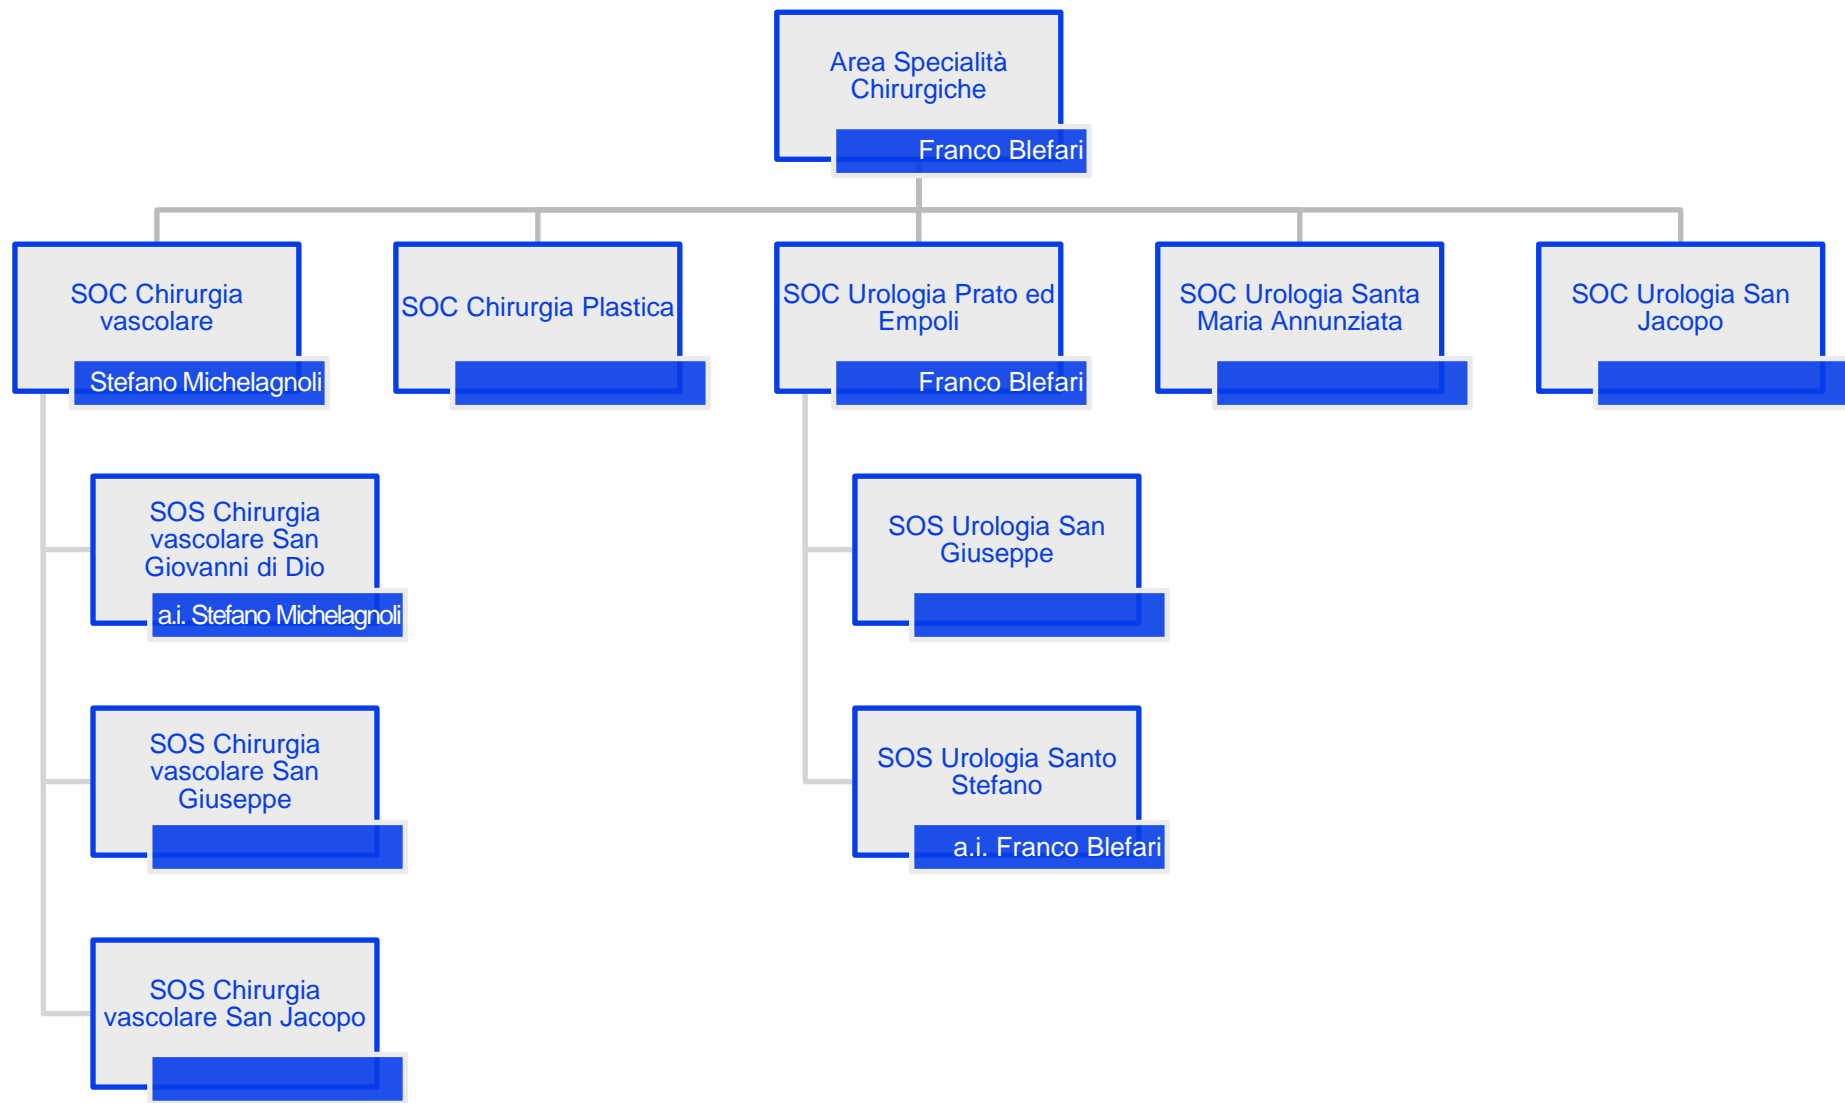 Area Specialità
Chirurgiche
Franco Blefari
SOC Chirurgia
vascolare
Stefano Michelagnoli
SOC Chirurgia Plastica
SOC Urologia Prato ed
Empoli
Franco Blefari
SOC Urologia Santa
Maria Annunziata
SOC Urologia San
Jacopo
SOS Chirurgia
vascolare San
Giovanni di Dio
a.i. Stefano Michelagnoli
SOS Chirurgia
vascolare San
Giuseppe
SOS Chirurgia
vascolare San Jacopo
SOS Urologia San
Giuseppe
SOS Urologia Santo
Stefano
a.i. Franco Blefari